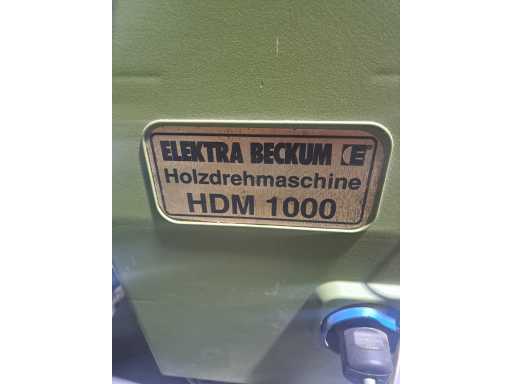 ELEKTRA BECKUM E
Holzdrehmaschine
HDM 1000